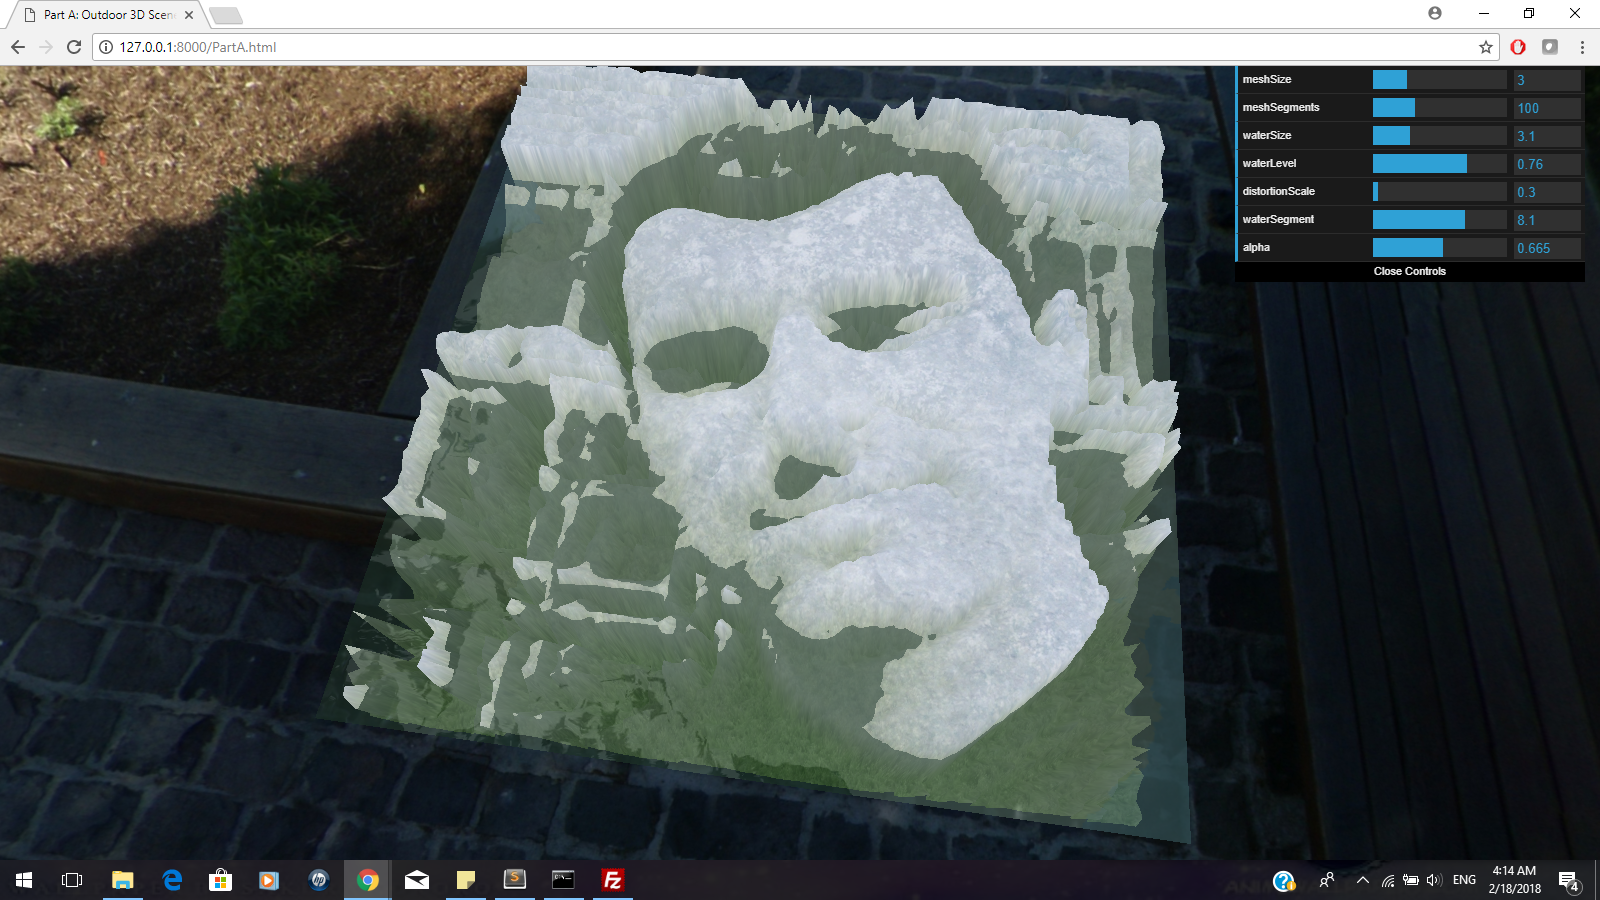 Part A: Outdoor 3D Scen
127.0.0.1:8000/PartA.html
meshSize 3
meshSegments 100
waterSize 3.1
waterLevel 0.76
distortionScale 0.3
waterSegment 8.1
alpha 0.665
Close Controls
ENG
4:14 AM
2/18/2018
4